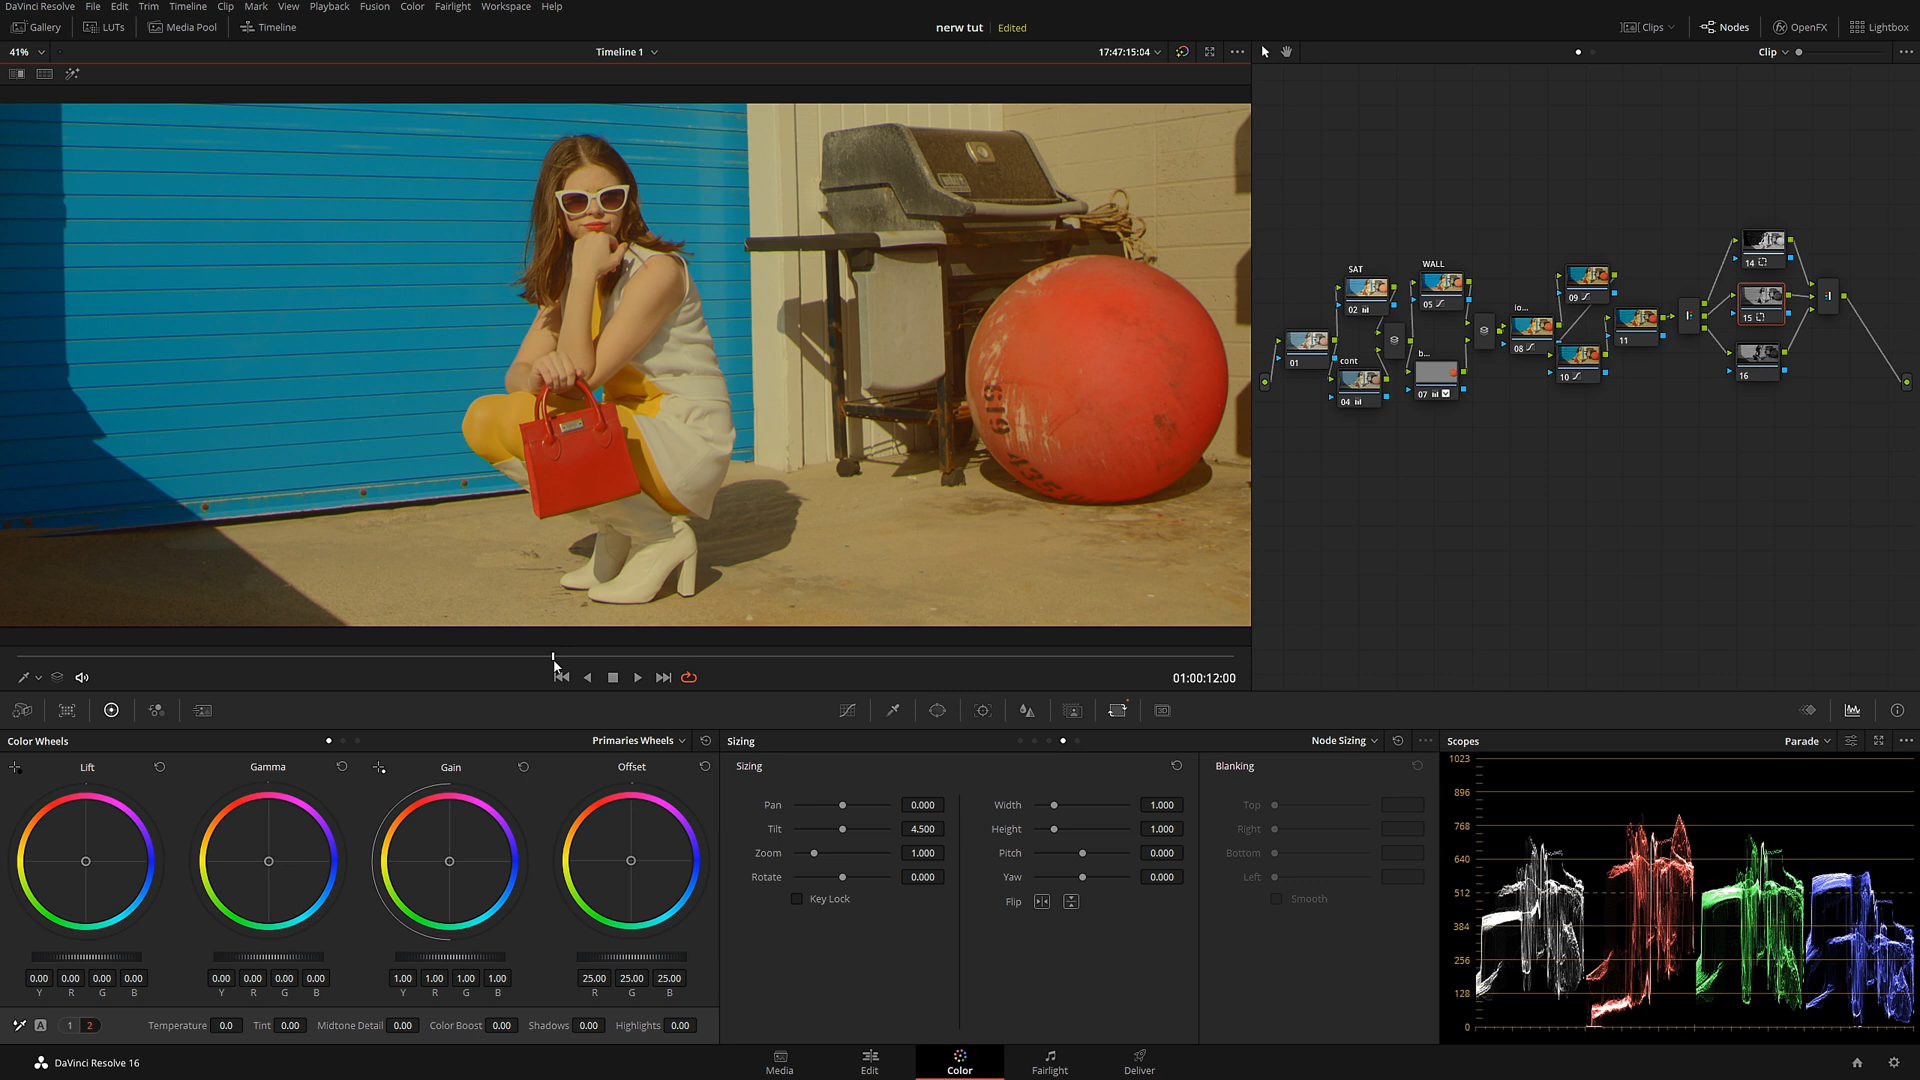 DaVinci Resolve File Edit Trim Timeline Clip Mark View Playback Fusion Color Fairlight Workspace Help
Gallery LUTs Media Pool Timeline nerw tut Edited Clips Nodes OpenFX Lightbox
41% Timeline 1 17:47:15:04 Clip
SAT WALL
02 05 09 14
lo...
01 08 11 15
cont b...
04 07 10 16
619
435
01:00:12:00
Color Wheels Primaries Wheels Sizing Node Sizing Scopes Parade
Lift Gamma Gain Offset Sizing Blanking
Pan 0.000 Width 1.000 Top
Tilt 4.500 Height 1.000 Right
Zoom 1.000 Pitch 0.000 Bottom
Rotate 0.000 Yaw 0.000 Left
Key Lock Flip Smooth
1023
896
768
640
512
384
256
128
0
0.00 0.00 0.00 0.00 0.00 0.00 0.00 0.00 1.00 1.00 1.00 1.00 25.00 25.00 25.00
Y R G B Y R G B Y R G B R G B
A 1 2 Temperature 0.0 Tint 0.00 Midtone Detail 0.00 Color Boost 0.00 Shadows 0.00 Highlights 0.00
DaVinci Resolve 16 Media Edit Color Fairlight Deliver